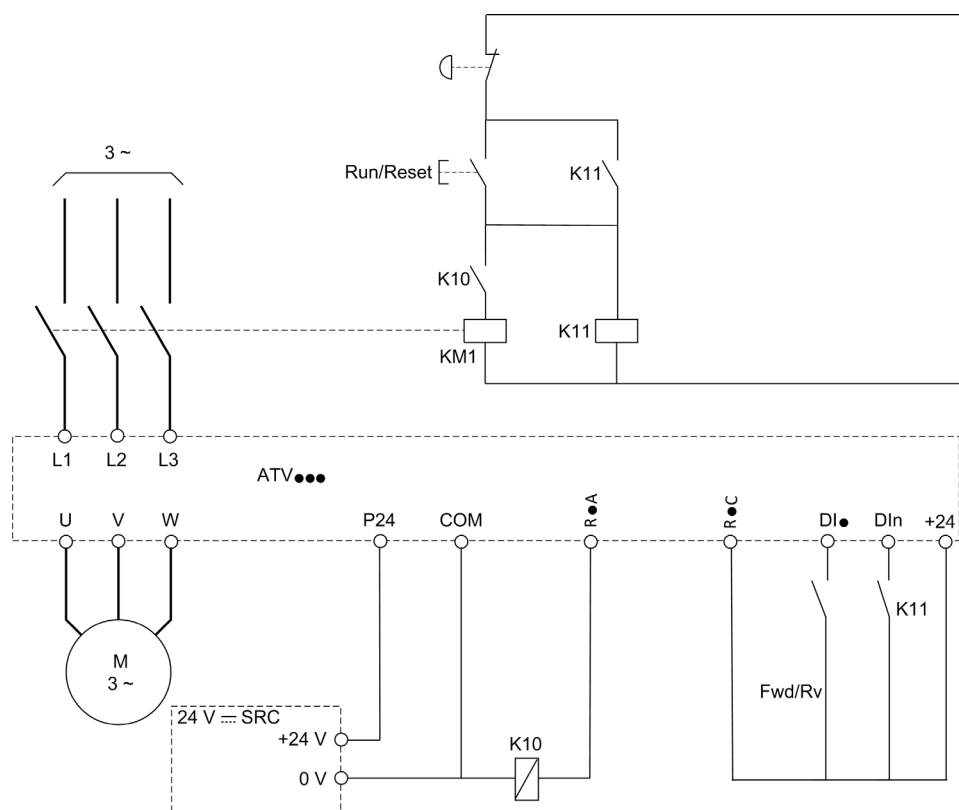 3 ~
Run/Reset
K11
K10
KM1
K11
L1 L2 L3
ATV●●●
U V W
P24 COM R●A R●C DI● DIn +24
K11
M
3 ~
Fwd/Rv
24 V ⎓ SRC
+24 V
K10
0 V